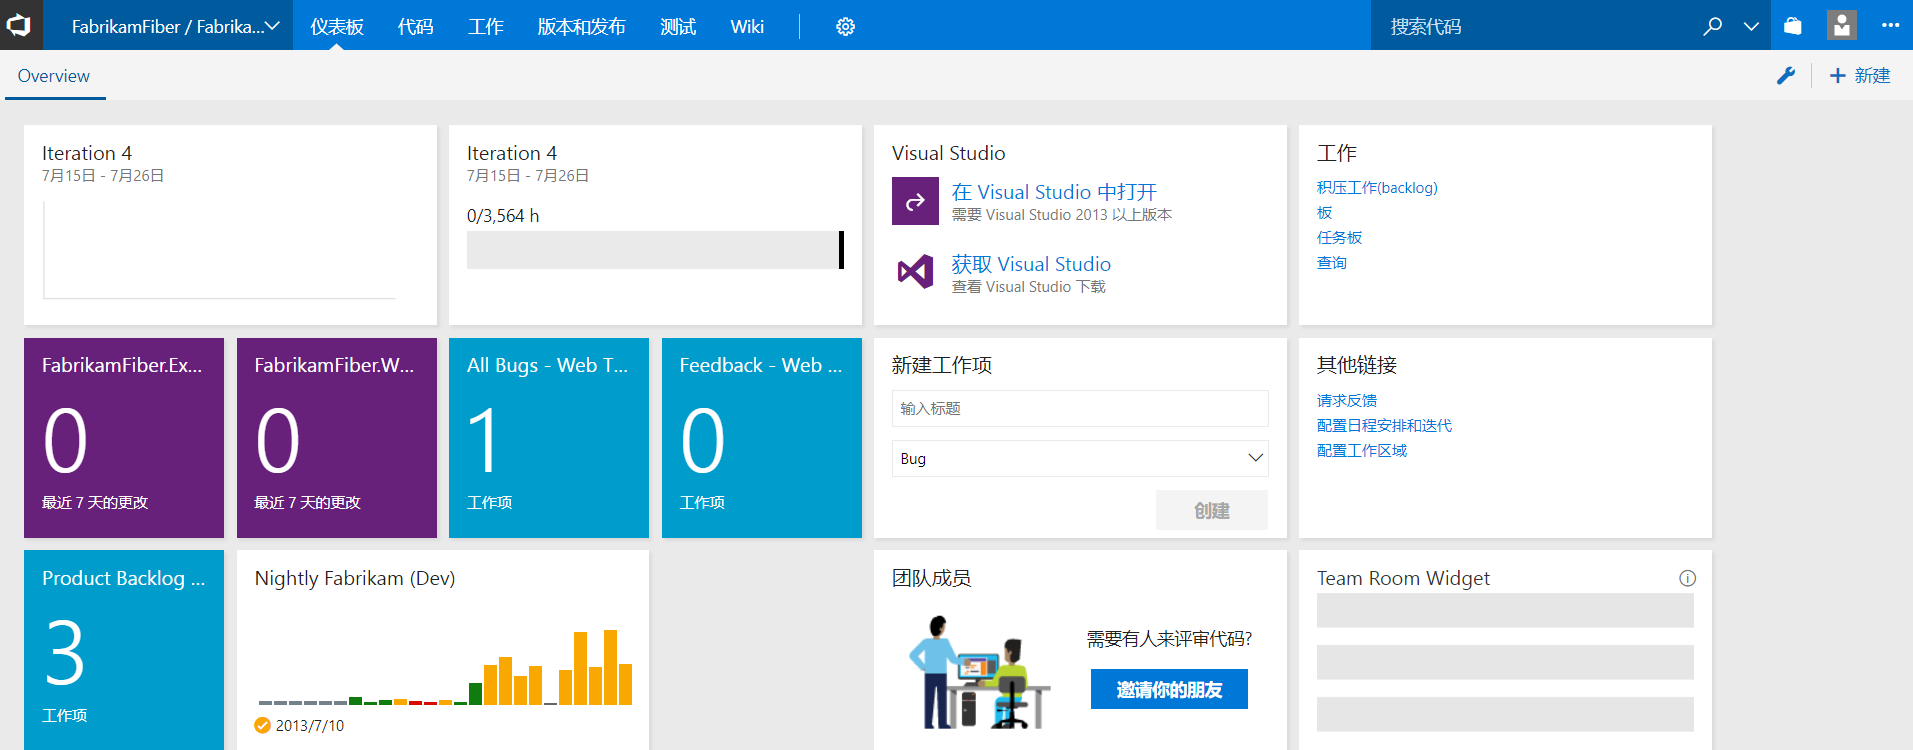 FabrikamFiber / Fabrika...
仪表板
代码
工作
版本和发布
测试
Wiki
搜索代码
Overview
新建
Iteration 4
7月15日 - 7月26日
Iteration 4
7月15日 - 7月26日
0/3,564 h
Visual Studio
在 Visual Studio 中打开
需要 Visual Studio 2013 以上版本
获取 Visual Studio
查看 Visual Studio 下载
工作
积压工作(backlog)
板
任务板
查询
FabrikamFiber.Ex...
0
最近 7 天的更改
FabrikamFiber.W...
0
最近 7 天的更改
All Bugs - Web T...
1
工作项
Feedback - Web ...
0
工作项
新建工作项
输入标题
Bug
创建
其他链接
请求反馈
配置日程安排和迭代
配置工作区域
Product Backlog ...
3
工作项
Nightly Fabrikam (Dev)
2013/7/10
团队成员
需要有人来评审代码?
邀请你的朋友
Team Room Widget